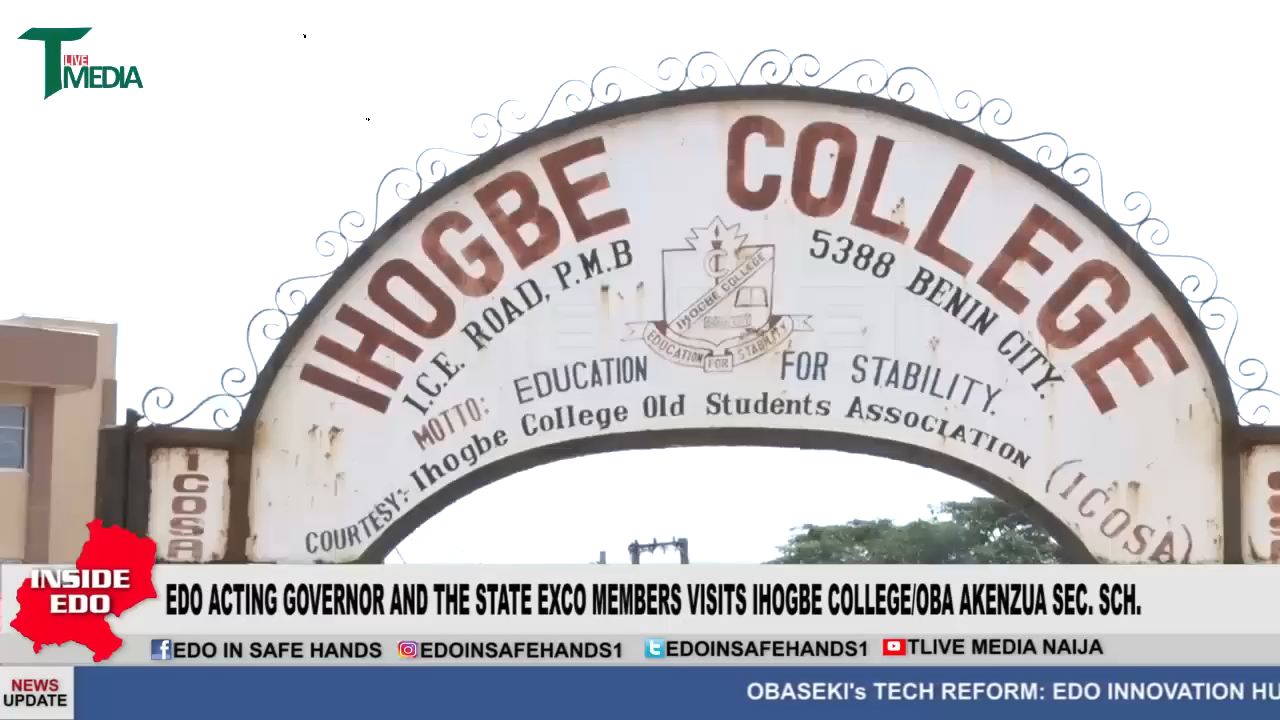 T LIVE MEDIA
IHOGBE COLLEGE
I.C.E. ROAD, P.M.B 5388 BENIN CITY.
IHOGBE COLLEGE
EDUCATION FOR STABILITY
MOTTO: EDUCATION FOR STABILITY.
COURTESY:- Ihogbe College Old Students Association (ICOSA)
ICOSA
INSIDE EDO
EDO ACTING GOVERNOR AND THE STATE EXCO MEMBERS VISITS IHOGBE COLLEGE/OBA AKENZUA SEC. SCH.
EDO IN SAFE HANDS EDOINSAFEHANDS1 EDOINSAFEHANDS1 TLIVE MEDIA NAIJA
NEWS UPDATE
OBASEKI's TECH REFORM: EDO INNOVATION HU